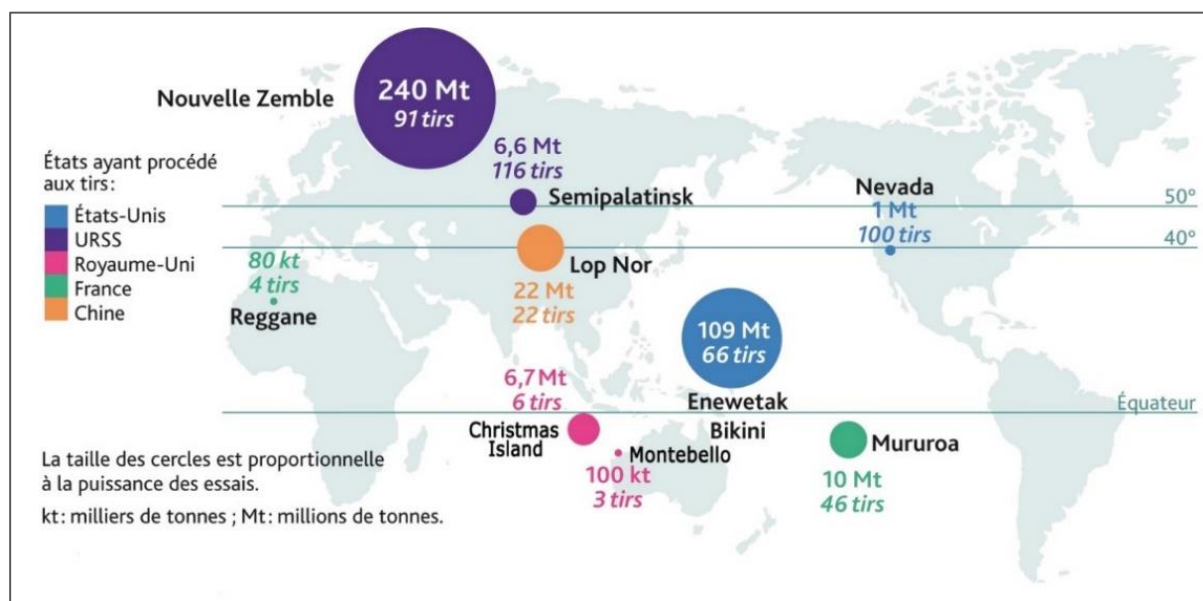 Nouvelle Zemble
240 Mt
91 tirs
États ayant procédé
aux tirs :
États-Unis
URSS
Royaume-Uni
France
Chine
6,6 Mt
116 tirs
Semipalatinsk
Nevada
1 Mt
100 tirs
50°
40°
80 kt
4 tirs
Reggane
Lop Nor
22 Mt
22 tirs
109 Mt
66 tirs
Enewetak
Bikini
6,7 Mt
6 tirs
Christmas
Island
Montebello
100 kt
3 tirs
Équateur
Mururoa
10 Mt
46 tirs
La taille des cercles est proportionnelle
à la puissance des essais.
kt : milliers de tonnes ; Mt : millions de tonnes.